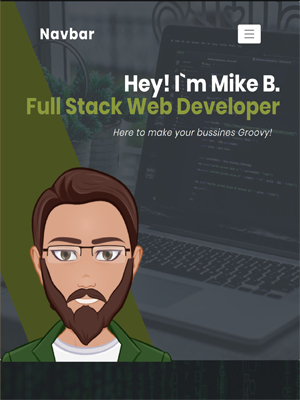 Navbar
Hey! I`m Mike B.
Full Stack Web Developer
Here to make your bussines Groovy!